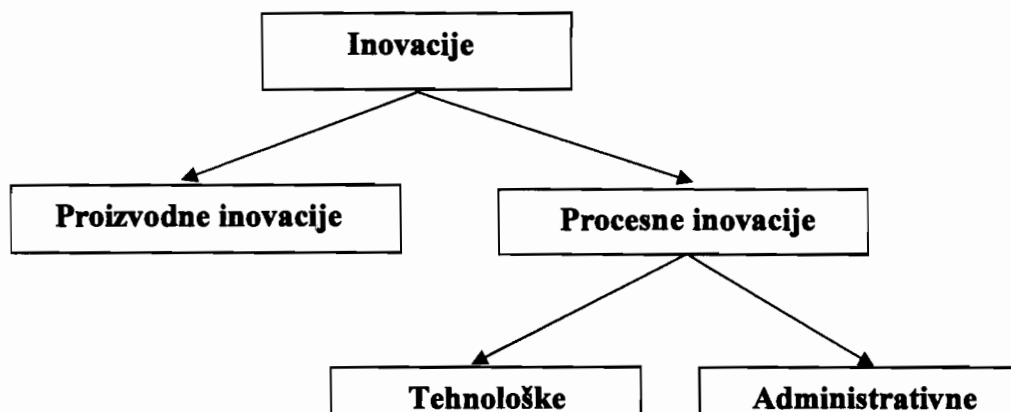 Inovacije
Proizvodne inovacije
Procesne inovacije
Tehnološke
Administrativne